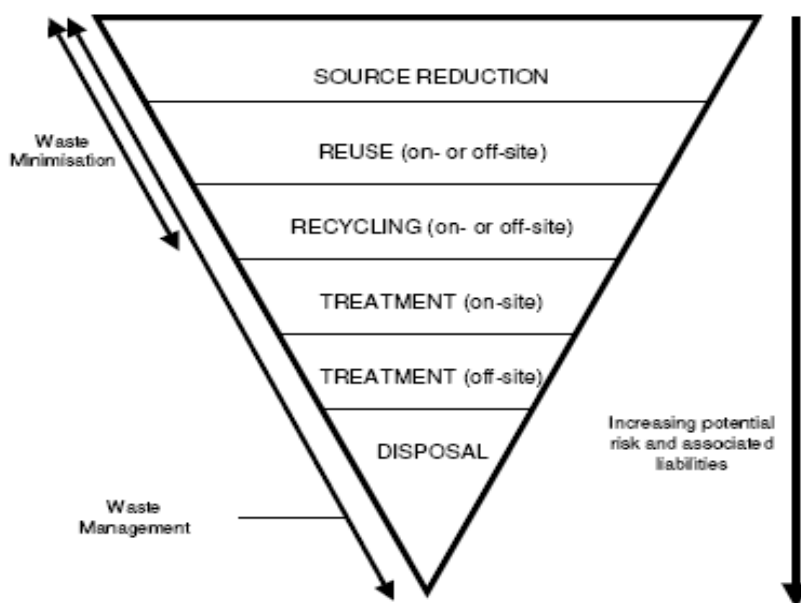 SOURCE REDUCTION
Waste
Minimisation
REUSE (on- or off-site)
RECYCLING (on- or off-site)
TREATMENT (on-site)
TREATMENT (off-site)
Increasing potential
risk and associated
liabilities
DISPOSAL
Waste
Management